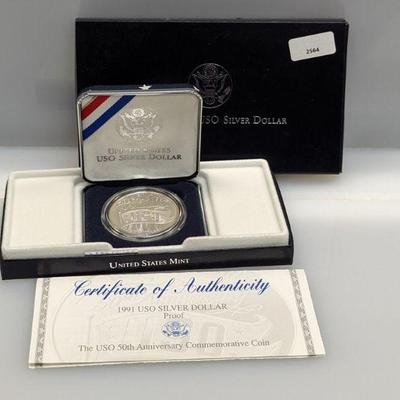 2564
USO SILVER DOLLAR
UNITED STATES
USO SILVER DOLLAR
UNITED STATES MINT
Certificate of Authenticity
1991 USO SILVER DOLLAR
Proof
The USO 50th Anniversary Commemorative Coin